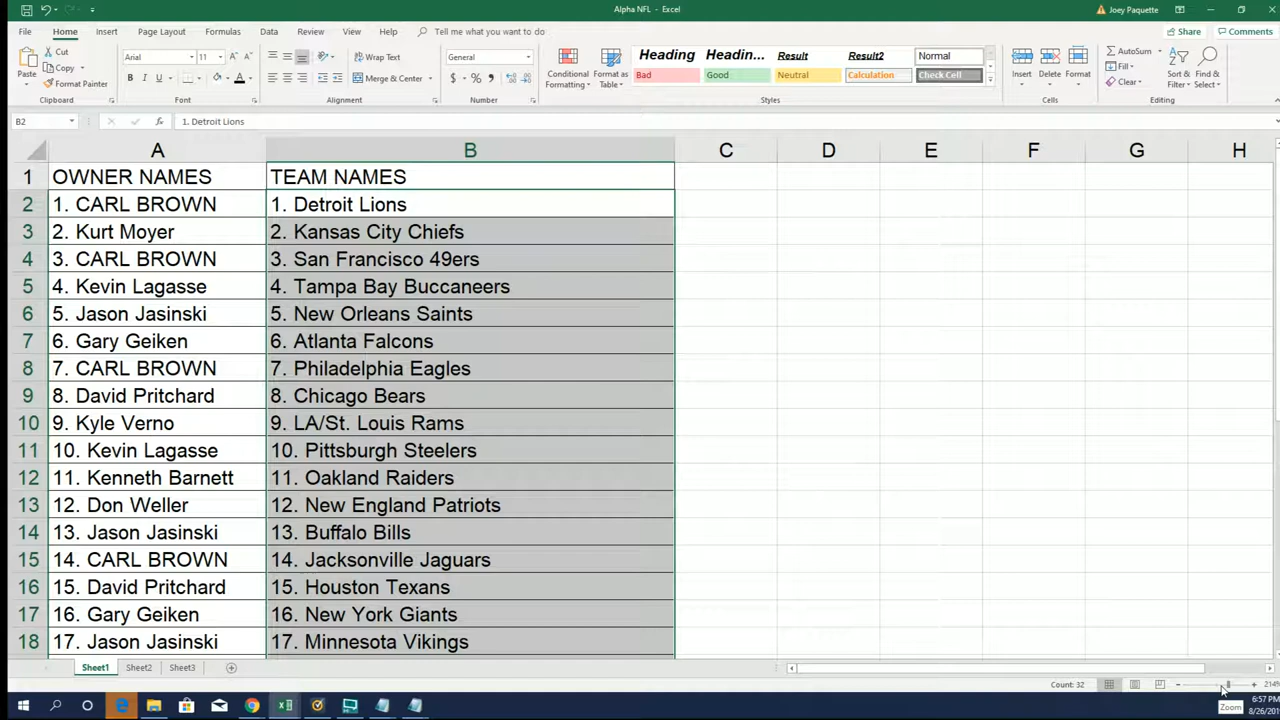 Alpha NFL - Excel
Joey Paquette
File Home Insert Page Layout Formulas Data Review View Help Tell me what you want to do
Share Comments
Paste
Cut
Copy
Format Painter
Clipboard
Arial 11
B I U
Font
Wrap Text
Merge & Center
Alignment
General
$ % ,
Number
Conditional Formatting
Format as Table
Heading Headin... Result Result2 Normal
Bad Good Neutral Calculation Check Cell
Styles
Insert Delete Format
Cells
AutoSum
Fill
Clear
Sort & Filter
Find & Select
Editing
B2 fx 1. Detroit Lions
A B C D E F G H
1 OWNER NAMES TEAM NAMES
2 1. CARL BROWN 1. Detroit Lions
3 2. Kurt Moyer 2. Kansas City Chiefs
4 3. CARL BROWN 3. San Francisco 49ers
5 4. Kevin Lagasse 4. Tampa Bay Buccaneers
6 5. Jason Jasinski 5. New Orleans Saints
7 6. Gary Geiken 6. Atlanta Falcons
8 7. CARL BROWN 7. Philadelphia Eagles
9 8. David Pritchard 8. Chicago Bears
10 9. Kyle Verno 9. LA/St. Louis Rams
11 10. Kevin Lagasse 10. Pittsburgh Steelers
12 11. Kenneth Barnett 11. Oakland Raiders
13 12. Don Weller 12. New England Patriots
14 13. Jason Jasinski 13. Buffalo Bills
15 14. CARL BROWN 14. Jacksonville Jaguars
16 15. David Pritchard 15. Houston Texans
17 16. Gary Geiken 16. New York Giants
18 17. Jason Jasinski 17. Minnesota Vikings
Sheet1 Sheet2 Sheet3
Count: 32 214%
Zoom
6:57 PM
8/26/20